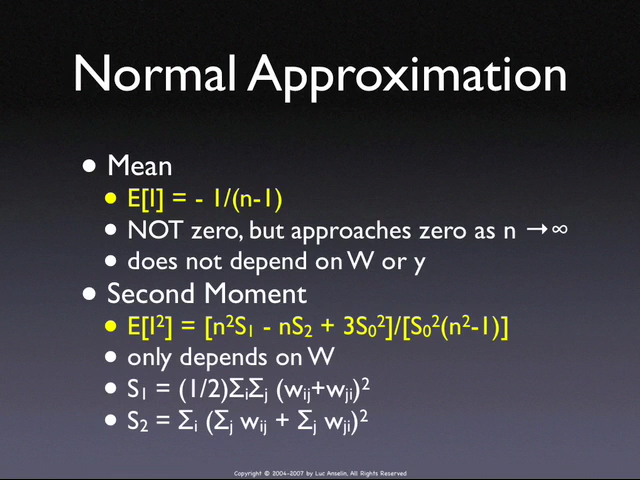 Normal Approximation
• Mean
• E[I] = - 1/(n-1)
• NOT zero, but approaches zero as n →∞
• does not depend on W or y
• Second Moment
• E[I²] = [n²S₁ - nS₂ + 3S₀²]/[S₀²(n²-1)]
• only depends on W
• S₁ = (1/2)ΣᵢΣⱼ (wᵢⱼ+wⱼᵢ)²
• S₂ = Σᵢ (Σⱼ wᵢⱼ + Σⱼ wⱼᵢ)²
Copyright © 2004-2007 by Luc Anselin, All Rights Reserved